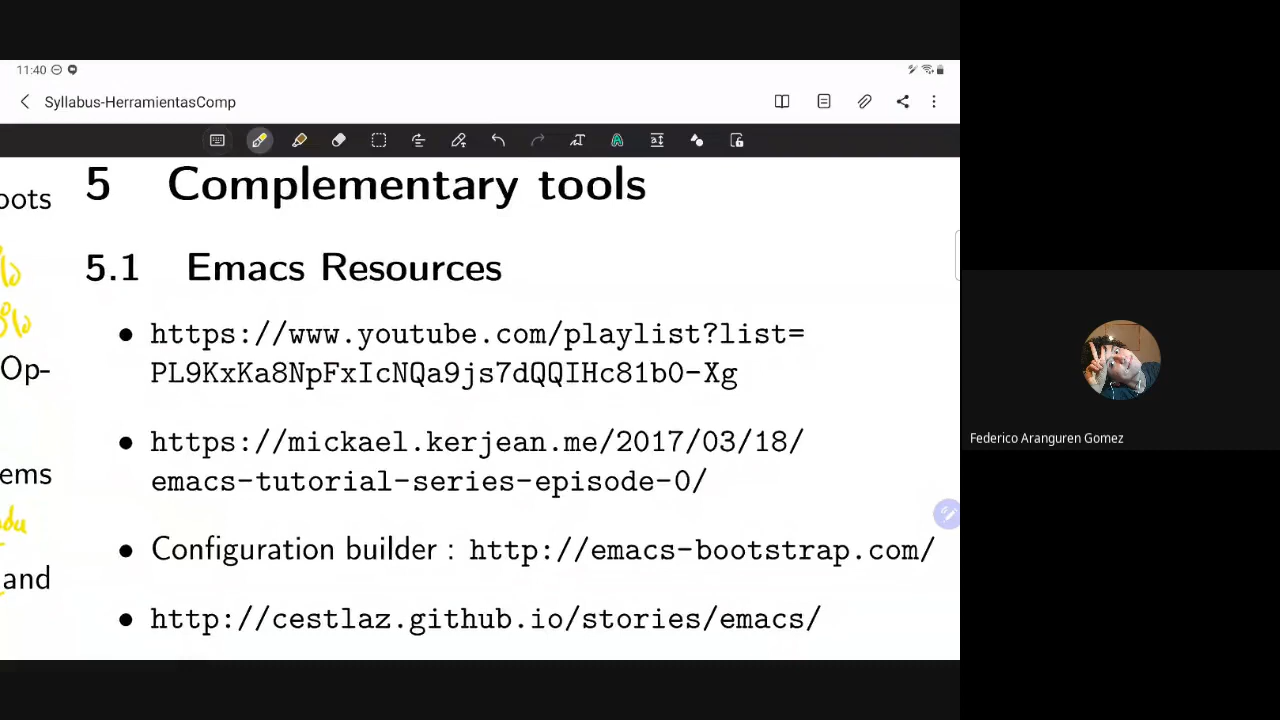 11:40
Syllabus-HerramientasComp
5 Complementary tools
oots
5.1 Emacs Resources
https://www.youtube.com/playlist?list=
Op-
PL9KxKa8NpFxIcNQa9js7dQQIHc81b0-Xg
https://mickael.kerjean.me/2017/03/18/
ems
emacs-tutorial-series-episode-0/
Configuration builder : http://emacs-bootstrap.com/
and
http://cestlaz.github.io/stories/emacs/
Federico Aranguren Gomez